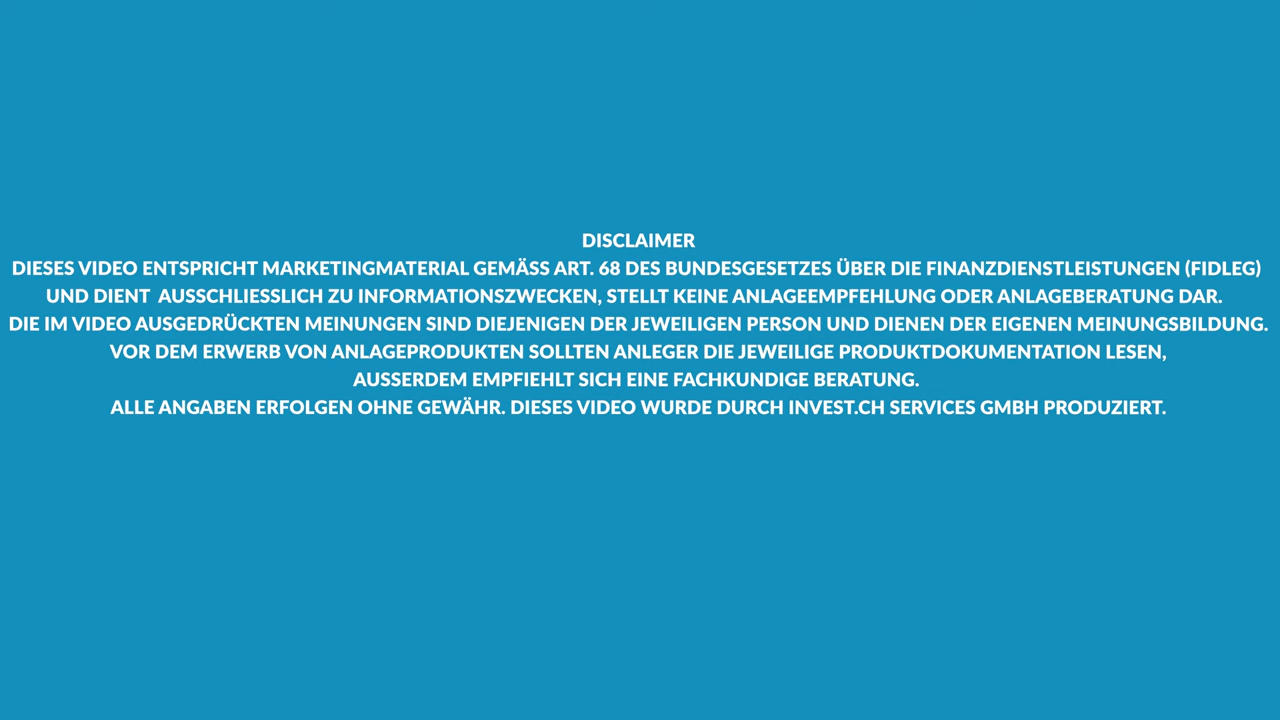 DISCLAIMER
DIESES VIDEO ENTSPRICHT MARKETINGMATERIAL GEMÄSS ART. 68 DES BUNDESGESETZES ÜBER DIE FINANZDIENSTLEISTUNGEN (FIDLEG)
UND DIENT  AUSSCHLIESSLICH ZU INFORMATIONSZWECKEN, STELLT KEINE ANLAGEEMPFEHLUNG ODER ANLAGEBERATUNG DAR.
DIE IM VIDEO AUSGEDRÜCKTEN MEINUNGEN SIND DIEJENIGEN DER JEWEILIGEN PERSON UND DIENEN DER EIGENEN MEINUNGSBILDUNG.
VOR DEM ERWERB VON ANLAGEPRODUKTEN SOLLTEN ANLEGER DIE JEWEILIGE PRODUKTDOKUMENTATION LESEN,
AUSSERDEM EMPFIEHLT SICH EINE FACHKUNDIGE BERATUNG.
ALLE ANGABEN ERFOLGEN OHNE GEWÄHR. DIESES VIDEO WURDE DURCH INVEST.CH SERVICES GMBH PRODUZIERT.